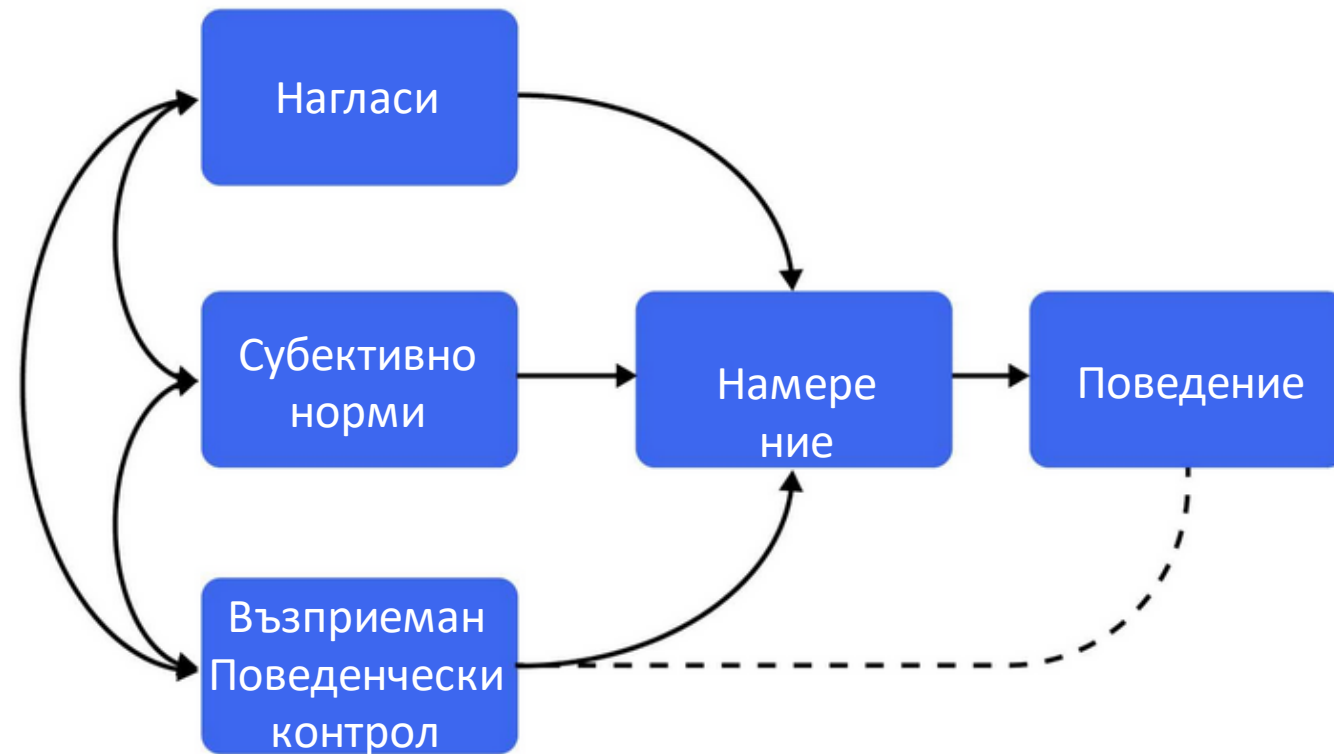 Нагласи
Субективно
норми
Намере
ние
Поведение
Възприеман
Поведенчески
контрол